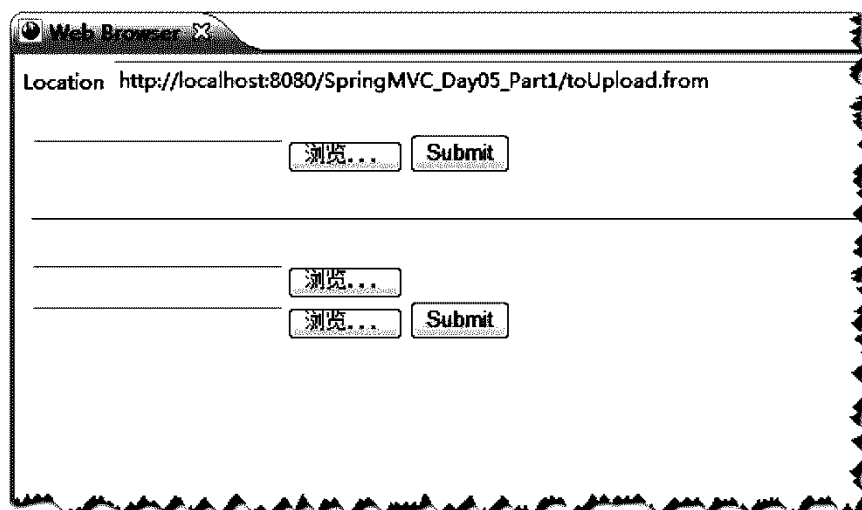 Web Browser
Location http://localhost:8080/SpringMVC_Day05_Part1/toUpload.from
浏览... Submit
浏览...
浏览... Submit